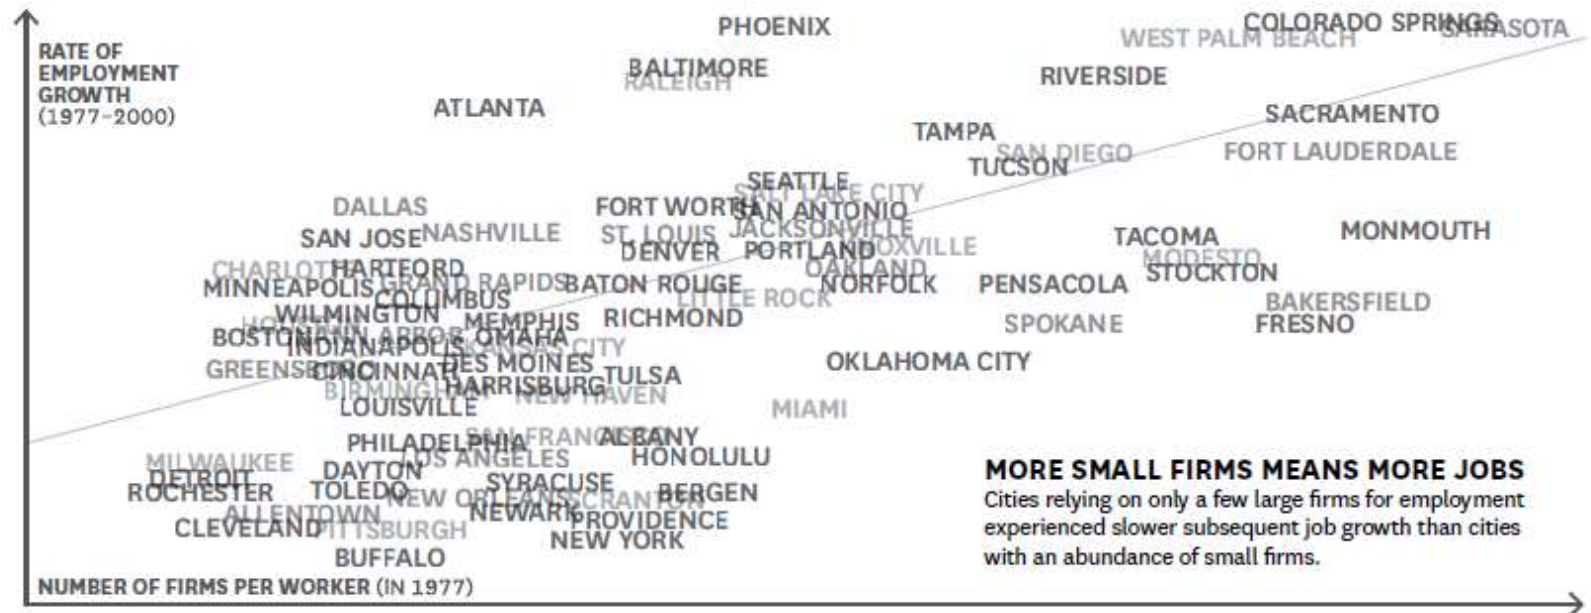 PHOENIX
COLORADO SPRINGS
SARASOTA
WEST PALM BEACH
RATE OF
EMPLOYMENT
GROWTH
(1977–2000)
BALTIMORE
RALEIGH
RIVERSIDE
ATLANTA
SACRAMENTO
TAMPA
SAN DIEGO
FORT LAUDERDALE
TUCSON
SEATTLE
SALT LAKE CITY
DALLAS
FORT WORTH
SAN ANTONIO
NASHVILLE
SAN JOSE
ST. LOUIS
JACKSONVILLE
TACOMA
MONMOUTH
DENVER
PORTLAND
KNOXVILLE
MODESTO
CHARLOTTE
HARTFORD
OAKLAND
STOCKTON
MINNEAPOLIS
GRAND RAPIDS
BATON ROUGE
NORFOLK
PENSACOLA
COLUMBUS
LITTLE ROCK
BAKERSFIELD
WILMINGTON
MEMPHIS
RICHMOND
SPOKANE
FRESNO
BOSTON
ANN ARBOR
OMAHA
INDIANAPOLIS
KANSAS CITY
OKLAHOMA CITY
GREENSBORO
CINCINNATI
DES MOINES
TULSA
BIRMINGHAM
HARRISBURG
NEW HAVEN
LOUISVILLE
MIAMI
PHILADELPHIA
SAN FRANCISCO
ALBANY
MILWAUKEE
LOS ANGELES
HONOLULU
DETROIT
DAYTON
SYRACUSE
ROCHESTER
TOLEDO
NEW ORLEANS
SCRANTON
BERGEN
ALLENTOWN
NEWARK
PROVIDENCE
CLEVELAND
PITTSBURGH
NEW YORK
BUFFALO
MORE SMALL FIRMS MEANS MORE JOBS
Cities relying on only a few large firms for employment
experienced slower subsequent job growth than cities
with an abundance of small firms.
NUMBER OF FIRMS PER WORKER (IN 1977)